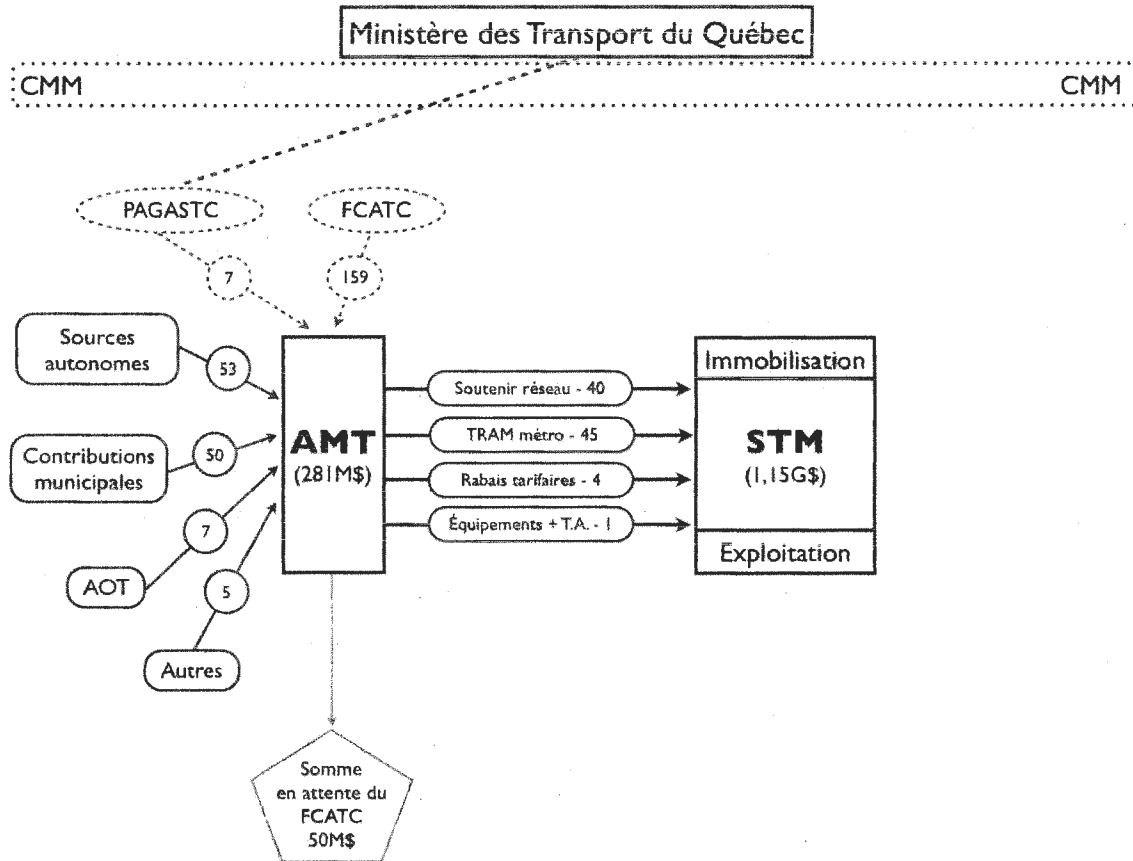 Ministère des Transport du Québec
CMM
CMM
PAGASTC
FCATC
7
159
Sources
autonomes
53
Contributions
municipales
50
7
AOT
5
Autres
AMT
(281M$)
Soutenir réseau - 40
TRAM métro - 45
Rabais tarifaires - 4
Équipements + T.A. - 1
Immobilisation
STM
(1,15G$)
Exploitation
Somme
en attente du
FCATC
50M$